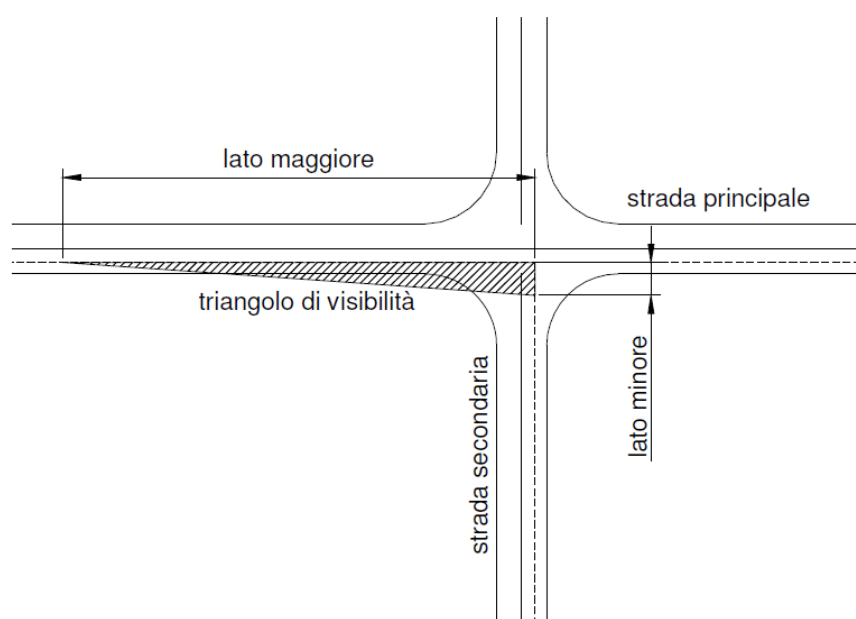 lato maggiore
strada principale
triangolo di visibilità
strada secondaria
lato minore